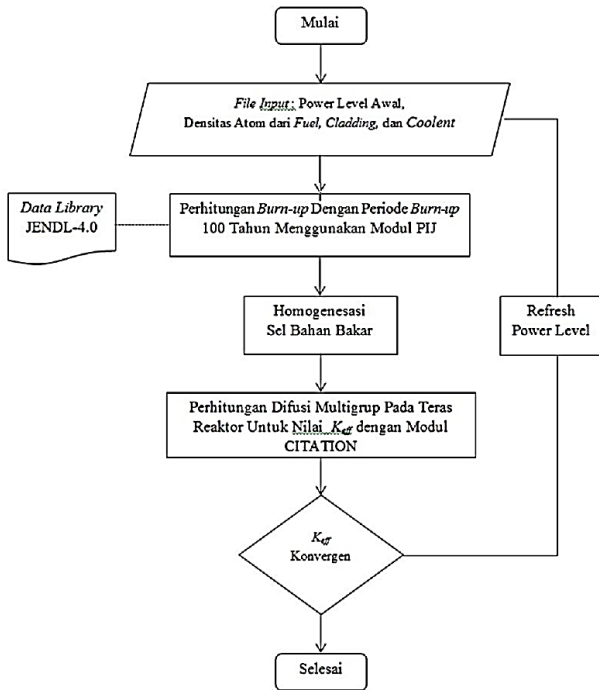 Mulai
File Input: Power Level Awal,
Densitas Atom dari Fuel, Cladding, dan Coolent
Data Library
JENDL-4.0
Perhitungan Burn-up Dengan Periode Burn-up
100 Tahun Menggunakan Modul PIJ
Homogenesasi
Sel Bahan Bakar
Refresh
Power Level
Perhitungan Difusi Multigrup Pada Teras
Reaktor Untuk Nilai Keff dengan Modul
CITATION
Keff
Konvergen
Selesai